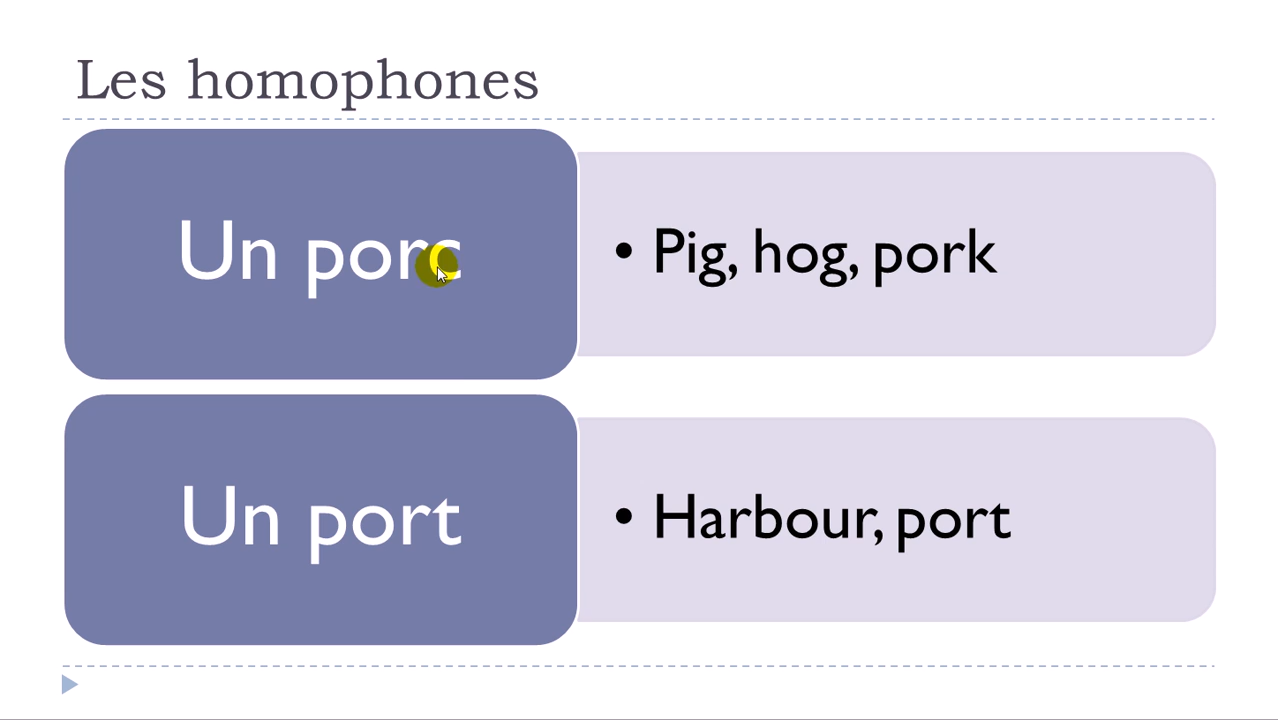 Les homophones
Un porc
• Pig, hog, pork
Un port
• Harbour, port